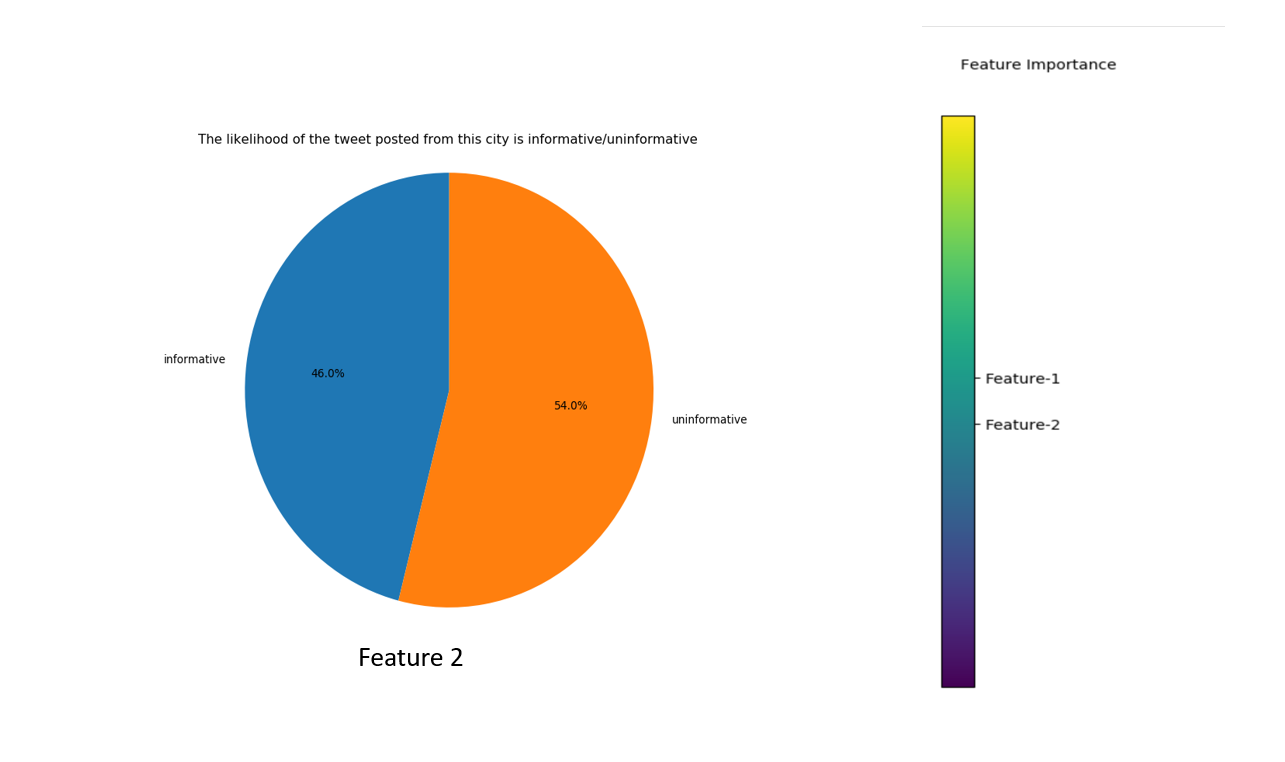 Feature Importance
The likelihood of the tweet posted from this city is informative/uninformative
informative
46.0%
54.0%
uninformative
Feature-1
Feature-2
Feature 2